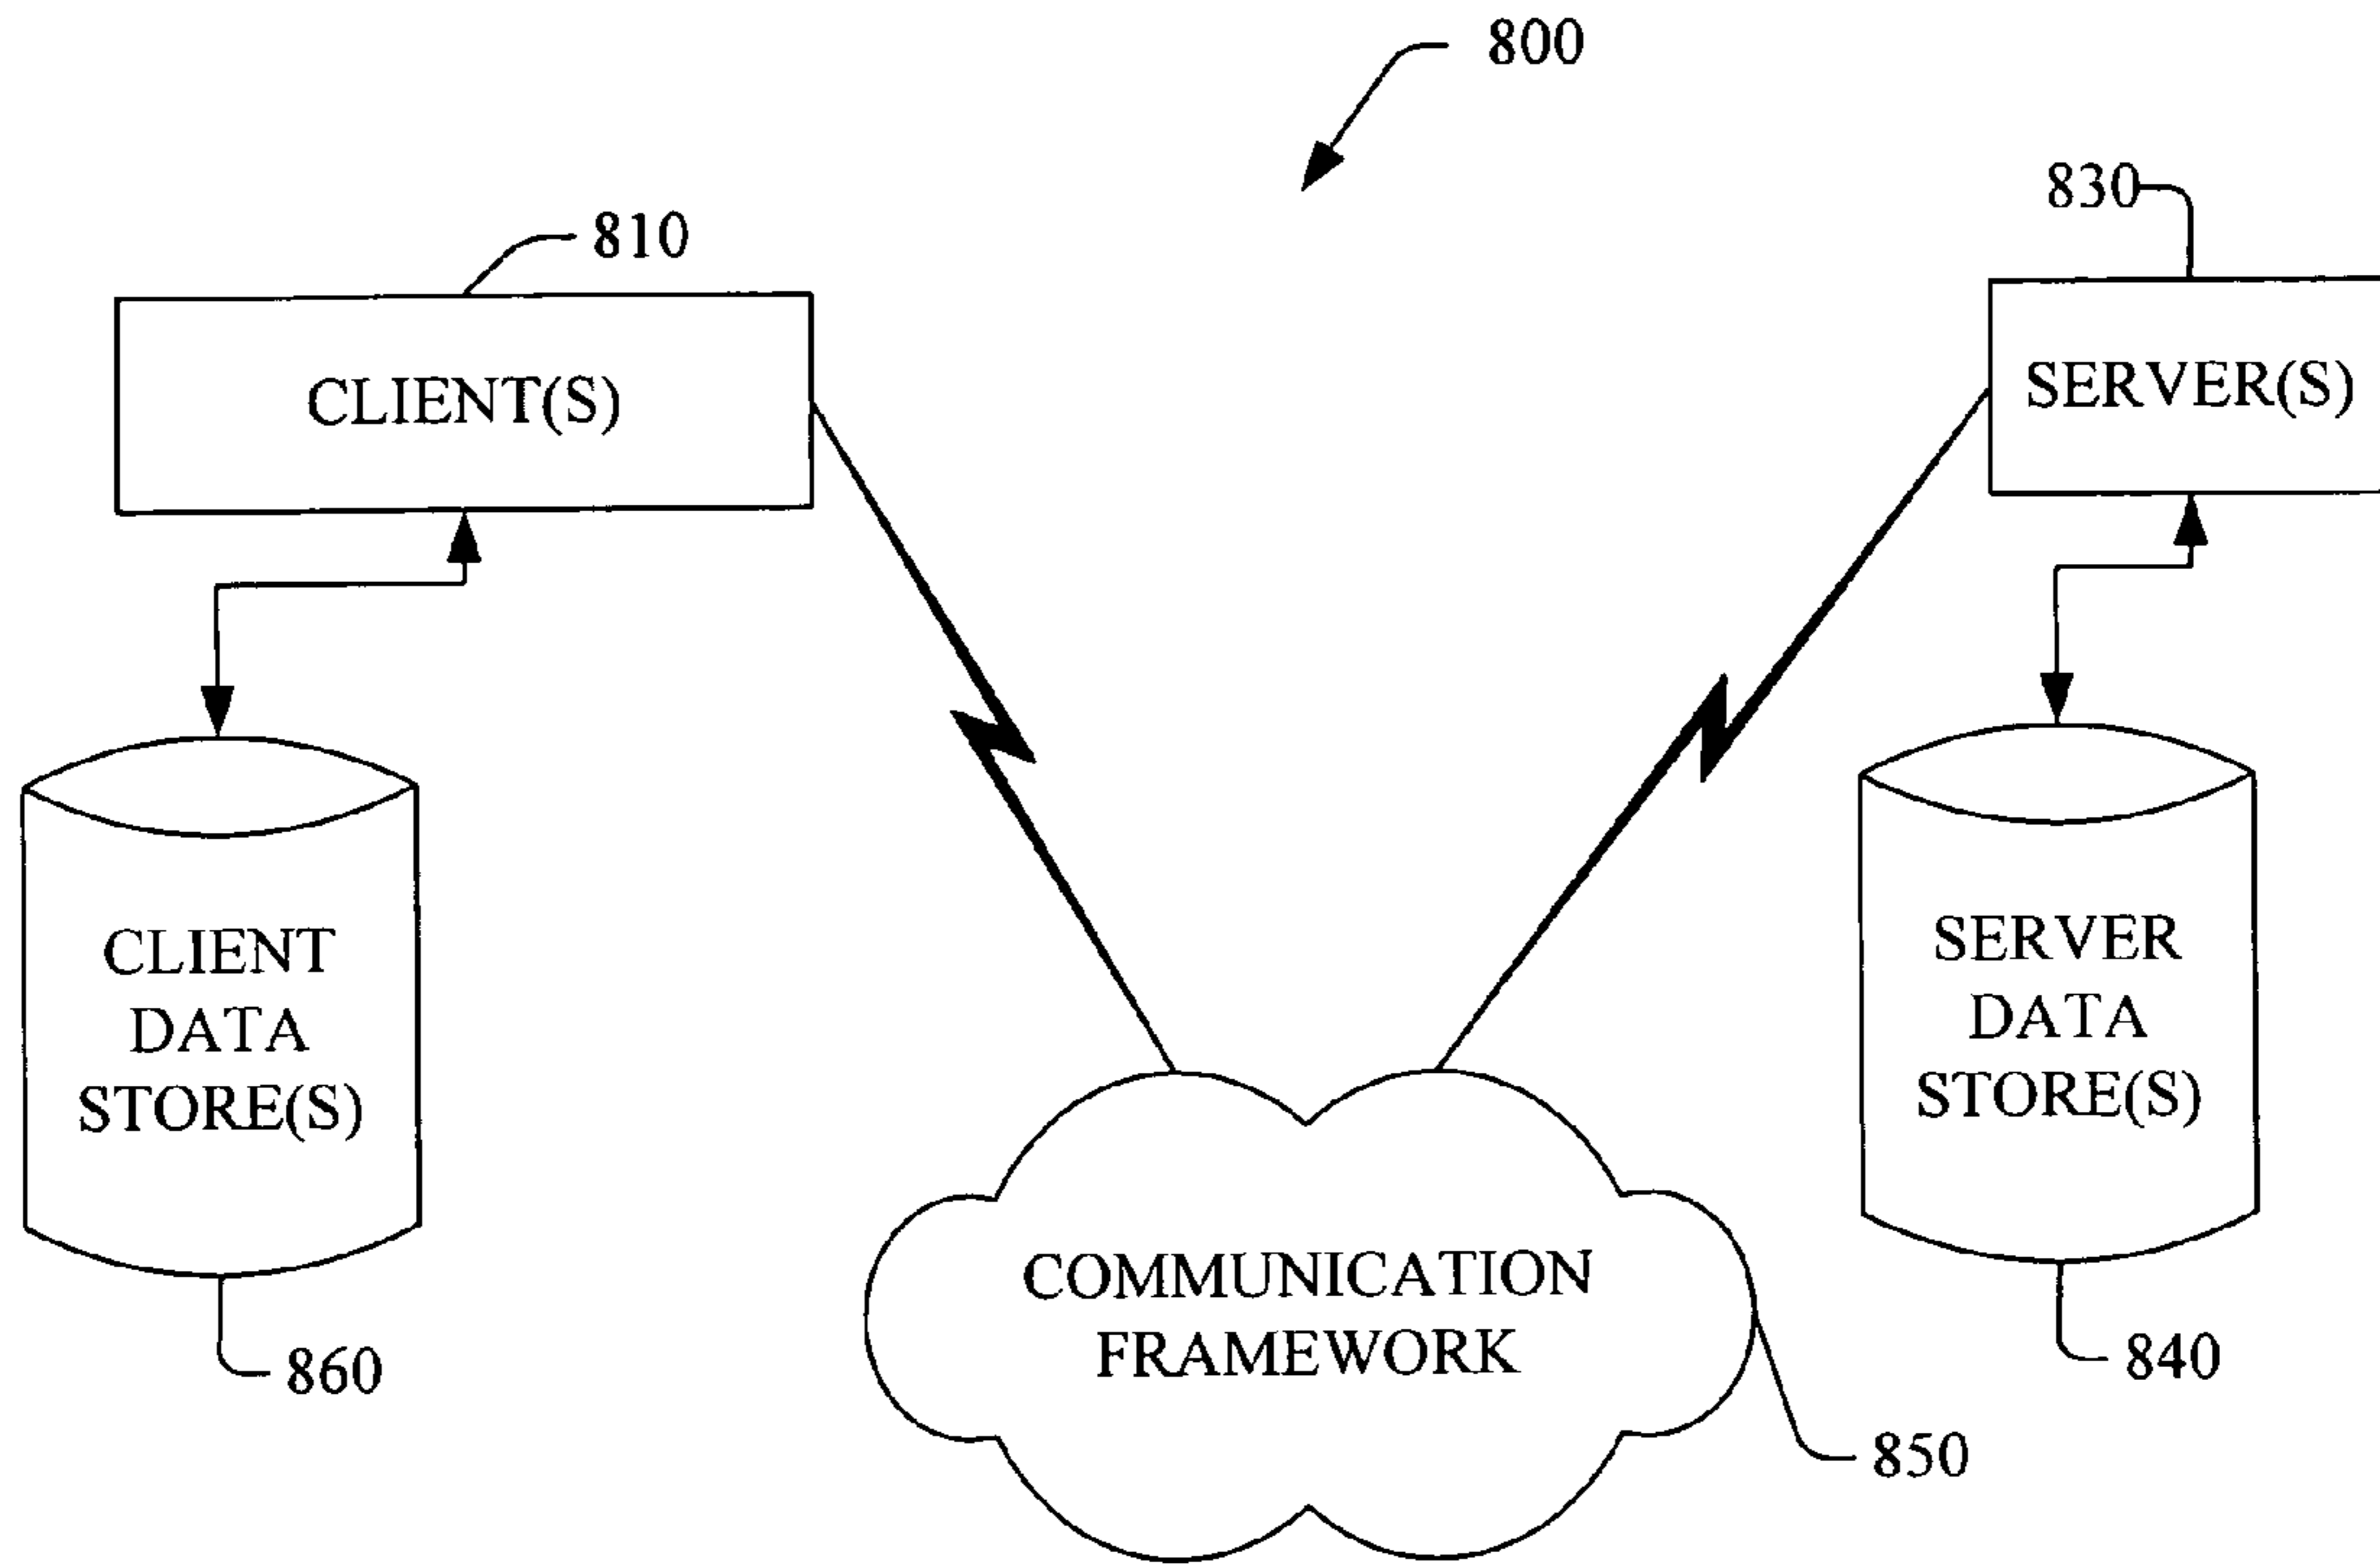 800
830
810
CLIENT(S)
SERVER(S)
CLIENT
DATA
STORE(S)
SERVER
DATA
STORE(S)
COMMUNICATION
FRAMEWORK
860
840
850